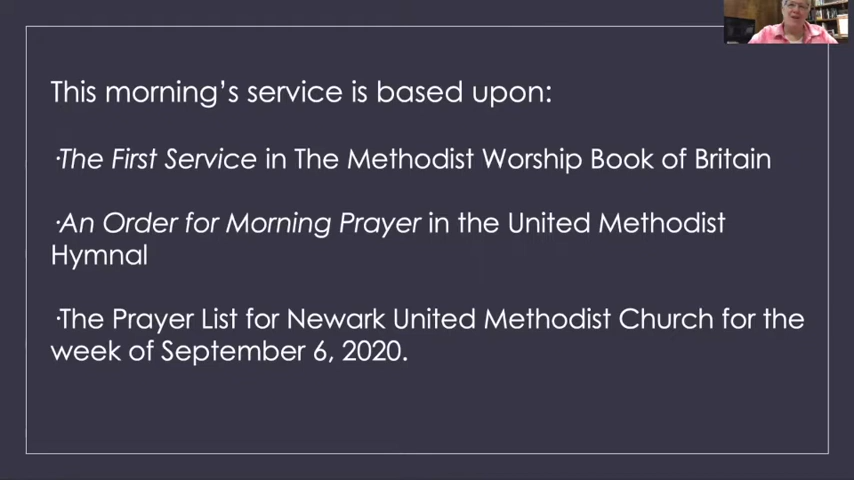 This morning's service is based upon:
·The First Service in The Methodist Worship Book of Britain
·An Order for Morning Prayer in the United Methodist
Hymnal
·The Prayer List for Newark United Methodist Church for the
week of September 6, 2020.